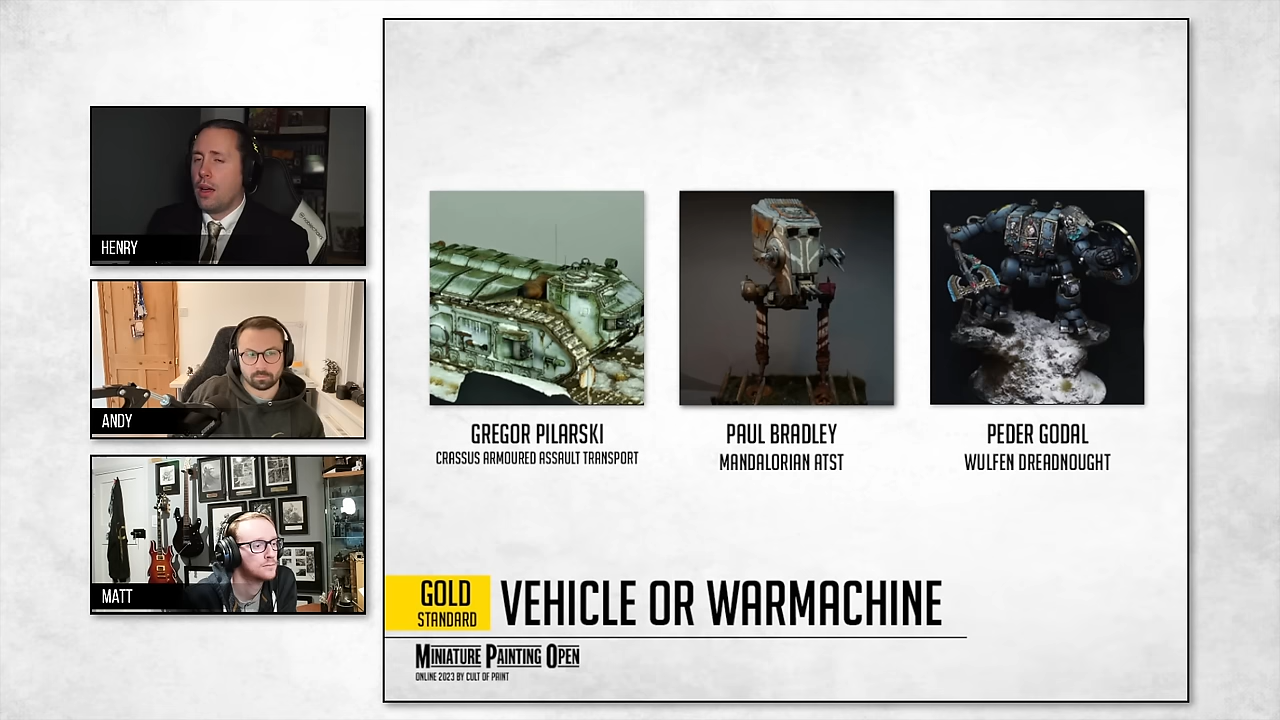 HENRY
ANDY
MATT
GREGOR PILARSKI
CRASSUS ARMOURED ASSAULT TRANSPORT
PAUL BRADLEY
MANDALORIAN ATST
PEDER GODAL
WULFEN DREADNOUGHT
GOLD
STANDARD
VEHICLE OR WARMACHINE
MINIATURE PAINTING OPEN
ONLINE 2023 BY CULT OF PAINT